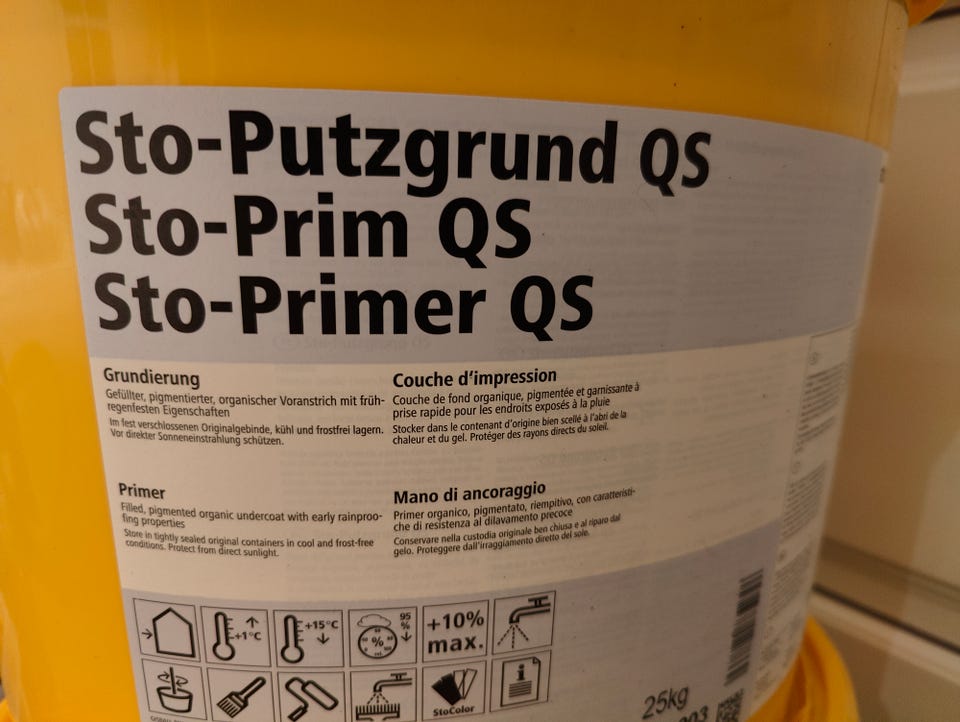 Sto-Putzgrund QS
Sto-Prim QS
Sto-Primer QS
Grundierung
Gefüllter, pigmentierter, organischer Voranstrich mit früh-
regenfesten Eigenschaften
Im fest verschlossenen Originalgebinde, kühl und frostfrei lagern.
Vor direkter Sonneneinstrahlung schützen.
Couche d'impression
Couche de fond organique, pigmentée et garnissante à
prise rapide pour les endroits exposés à la pluie
Stocker dans le contenant d'origine bien scellé à l'abri de la
chaleur et du gel. Protéger des rayons directs du soleil.
Primer
Filled, pigmented organic undercoat with early rainproo-
fing properties
Store in tightly sealed original containers in cool and frost-free
conditions. Protect from direct sunlight.
Mano di ancoraggio
Primer organico, pigmentato, riempitivo, con caratteristi-
che di resistenza al dilavamento precoce
Conservare nella custodia originale ben chiusa e al riparo dal
gelo. Proteggere dall'irraggiamento diretto del sole.
+1°C
+15°C
95
%
%
+10%
max.
StoColor
25kg